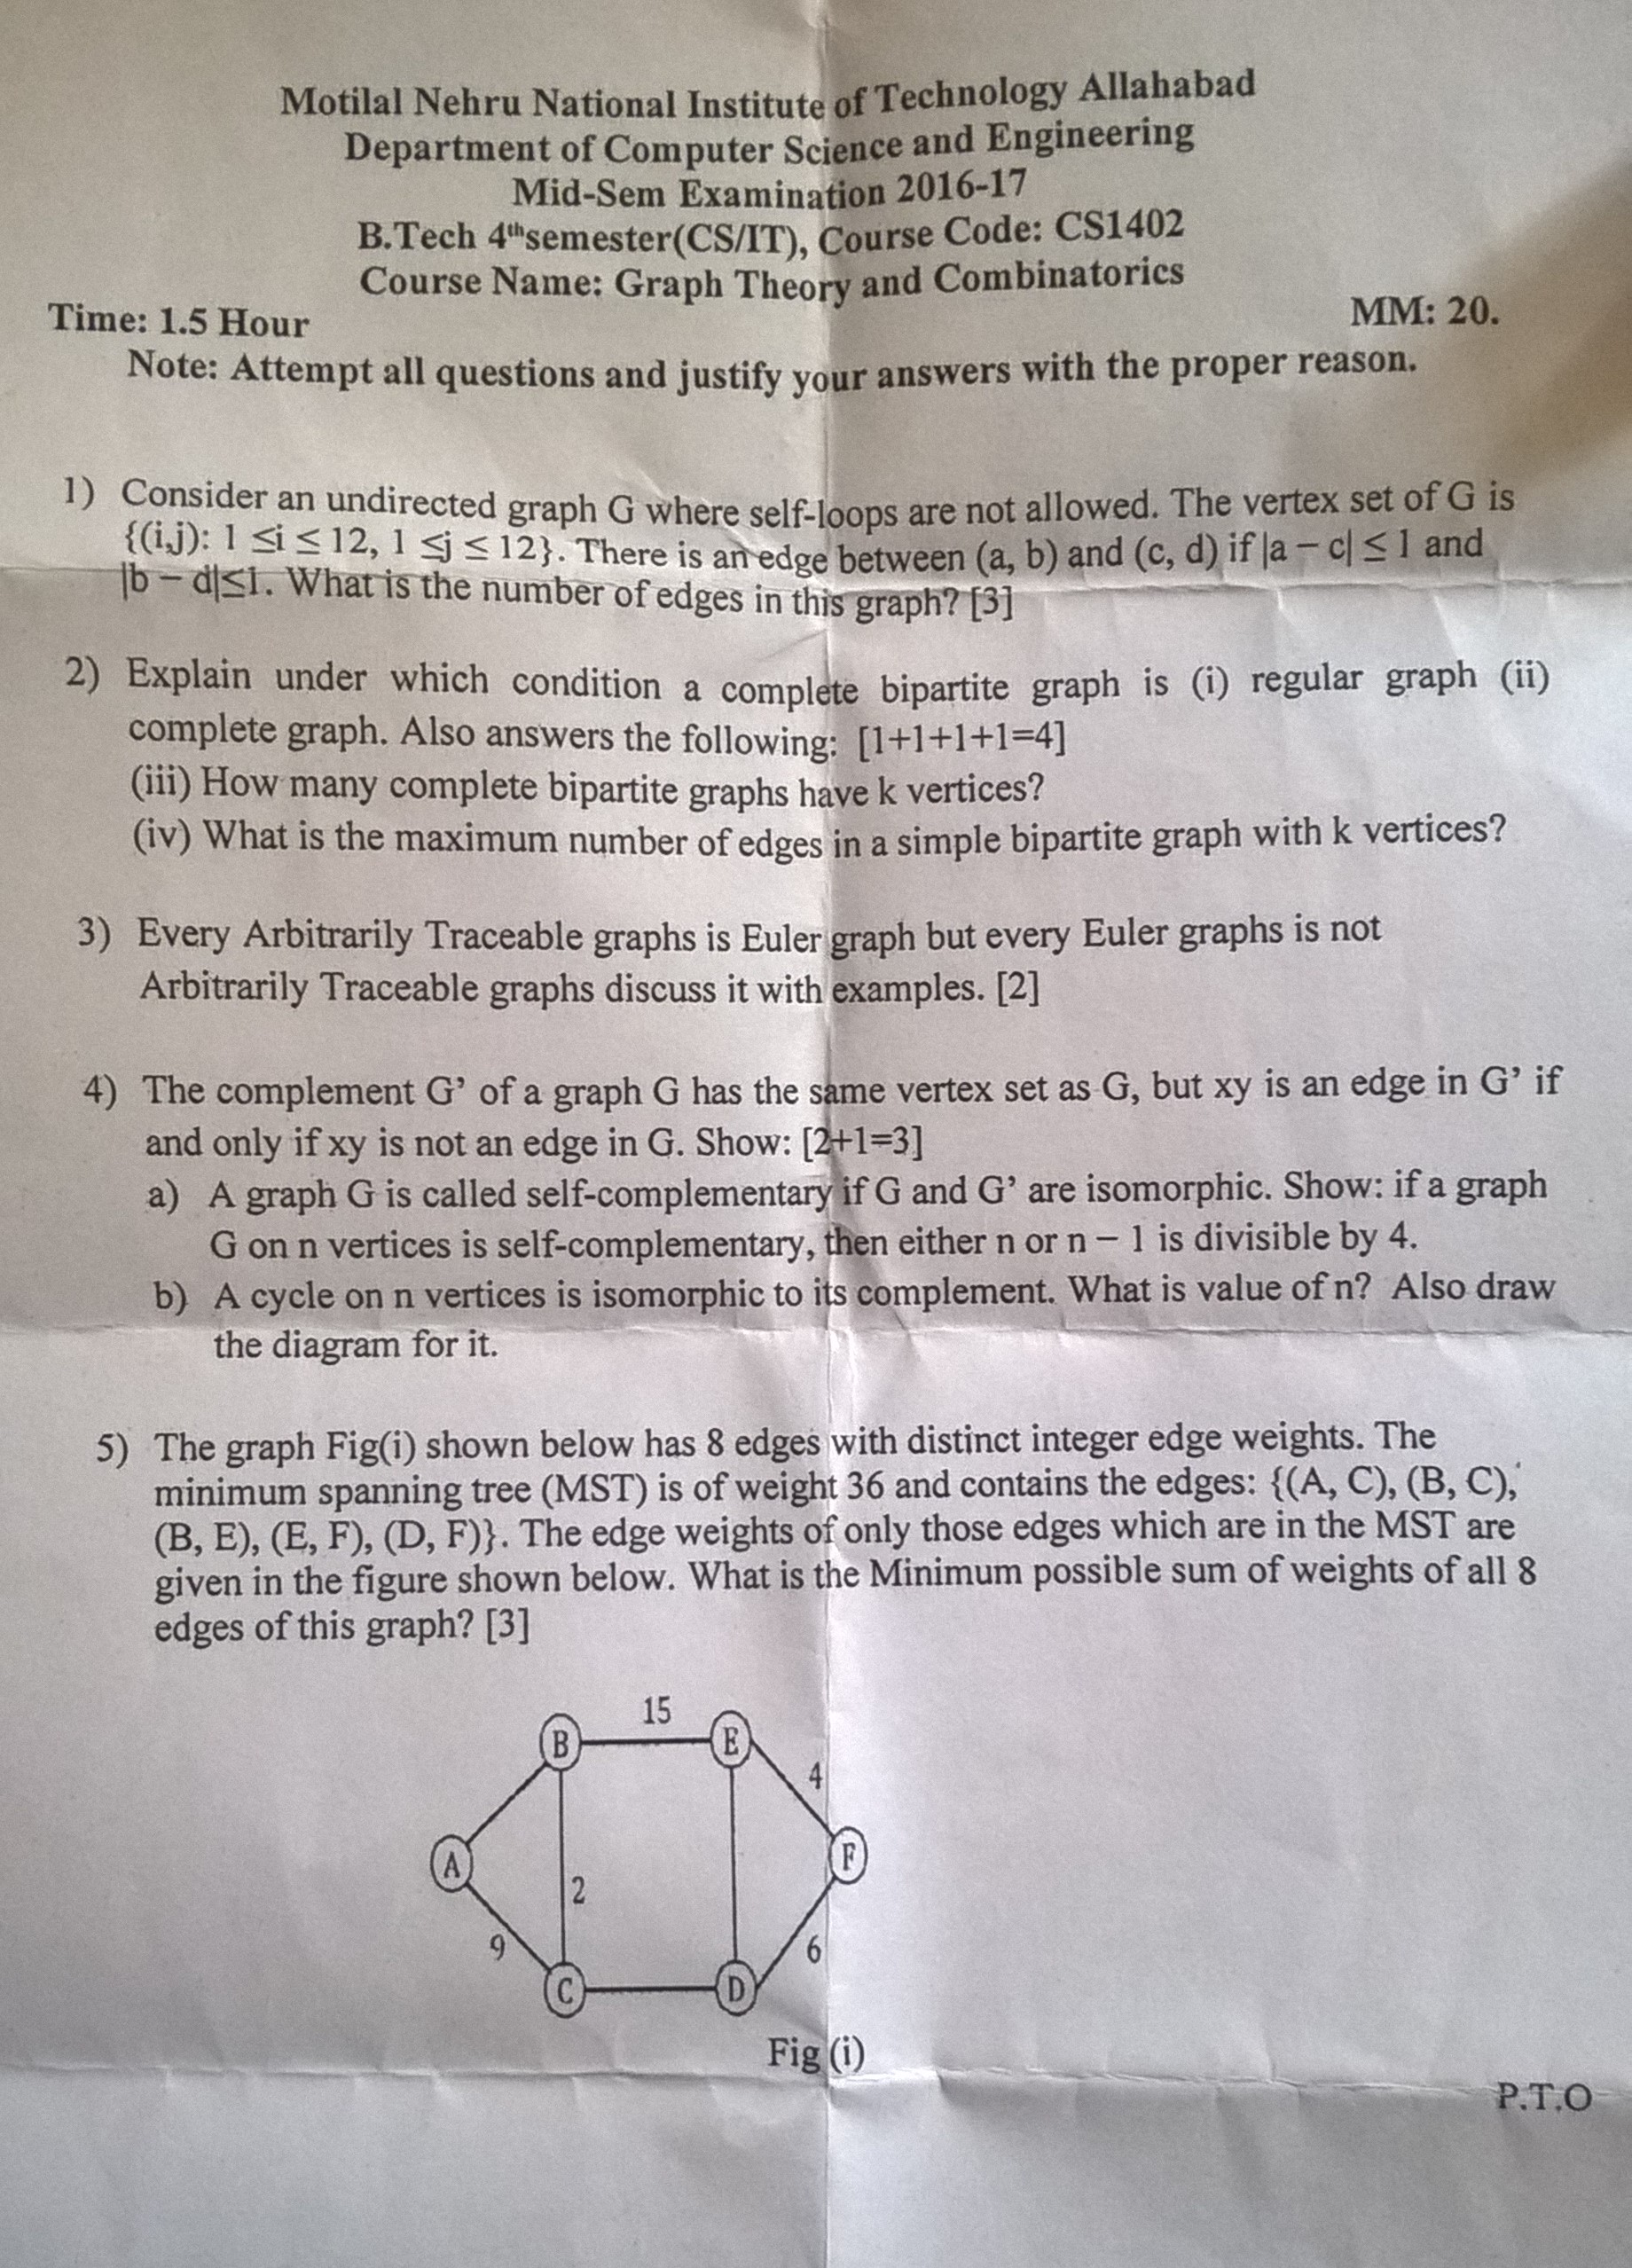 Motilal Nehru National Institute of Technology Allahabad
Department of Computer Science and Engineering
Mid-Sem Examination 2016-17
B.Tech 4thsemester(CS/IT), Course Code: CS1402
Course Name: Graph Theory and Combinatorics
Time: 1.5 Hour MM: 20.
Note: Attempt all questions and justify your answers with the proper reason.
1) Consider an undirected graph G where self-loops are not allowed. The vertex set of G is
{(i,j): 1 ≤i ≤ 12, 1 ≤j ≤ 12}. There is an edge between (a, b) and (c, d) if |a − c| ≤ 1 and
|b − d|≤1. What is the number of edges in this graph? [3]
2) Explain under which condition a complete bipartite graph is (i) regular graph (ii)
complete graph. Also answers the following: [1+1+1+1=4]
(iii) How many complete bipartite graphs have k vertices?
(iv) What is the maximum number of edges in a simple bipartite graph with k vertices?
3) Every Arbitrarily Traceable graphs is Euler graph but every Euler graphs is not
Arbitrarily Traceable graphs discuss it with examples. [2]
4) The complement G’ of a graph G has the same vertex set as G, but xy is an edge in G’ if
and only if xy is not an edge in G. Show: [2+1=3]
a) A graph G is called self-complementary if G and G’ are isomorphic. Show: if a graph
G on n vertices is self-complementary, then either n or n − 1 is divisible by 4.
b) A cycle on n vertices is isomorphic to its complement. What is value of n? Also draw
the diagram for it.
5) The graph Fig(i) shown below has 8 edges with distinct integer edge weights. The
minimum spanning tree (MST) is of weight 36 and contains the edges: {(A, C), (B, C),
(B, E), (E, F), (D, F)}. The edge weights of only those edges which are in the MST are
given in the figure shown below. What is the Minimum possible sum of weights of all 8
edges of this graph? [3]
15
B E
4
A F
2
9 6
C D
Fig (i)
P.T.O